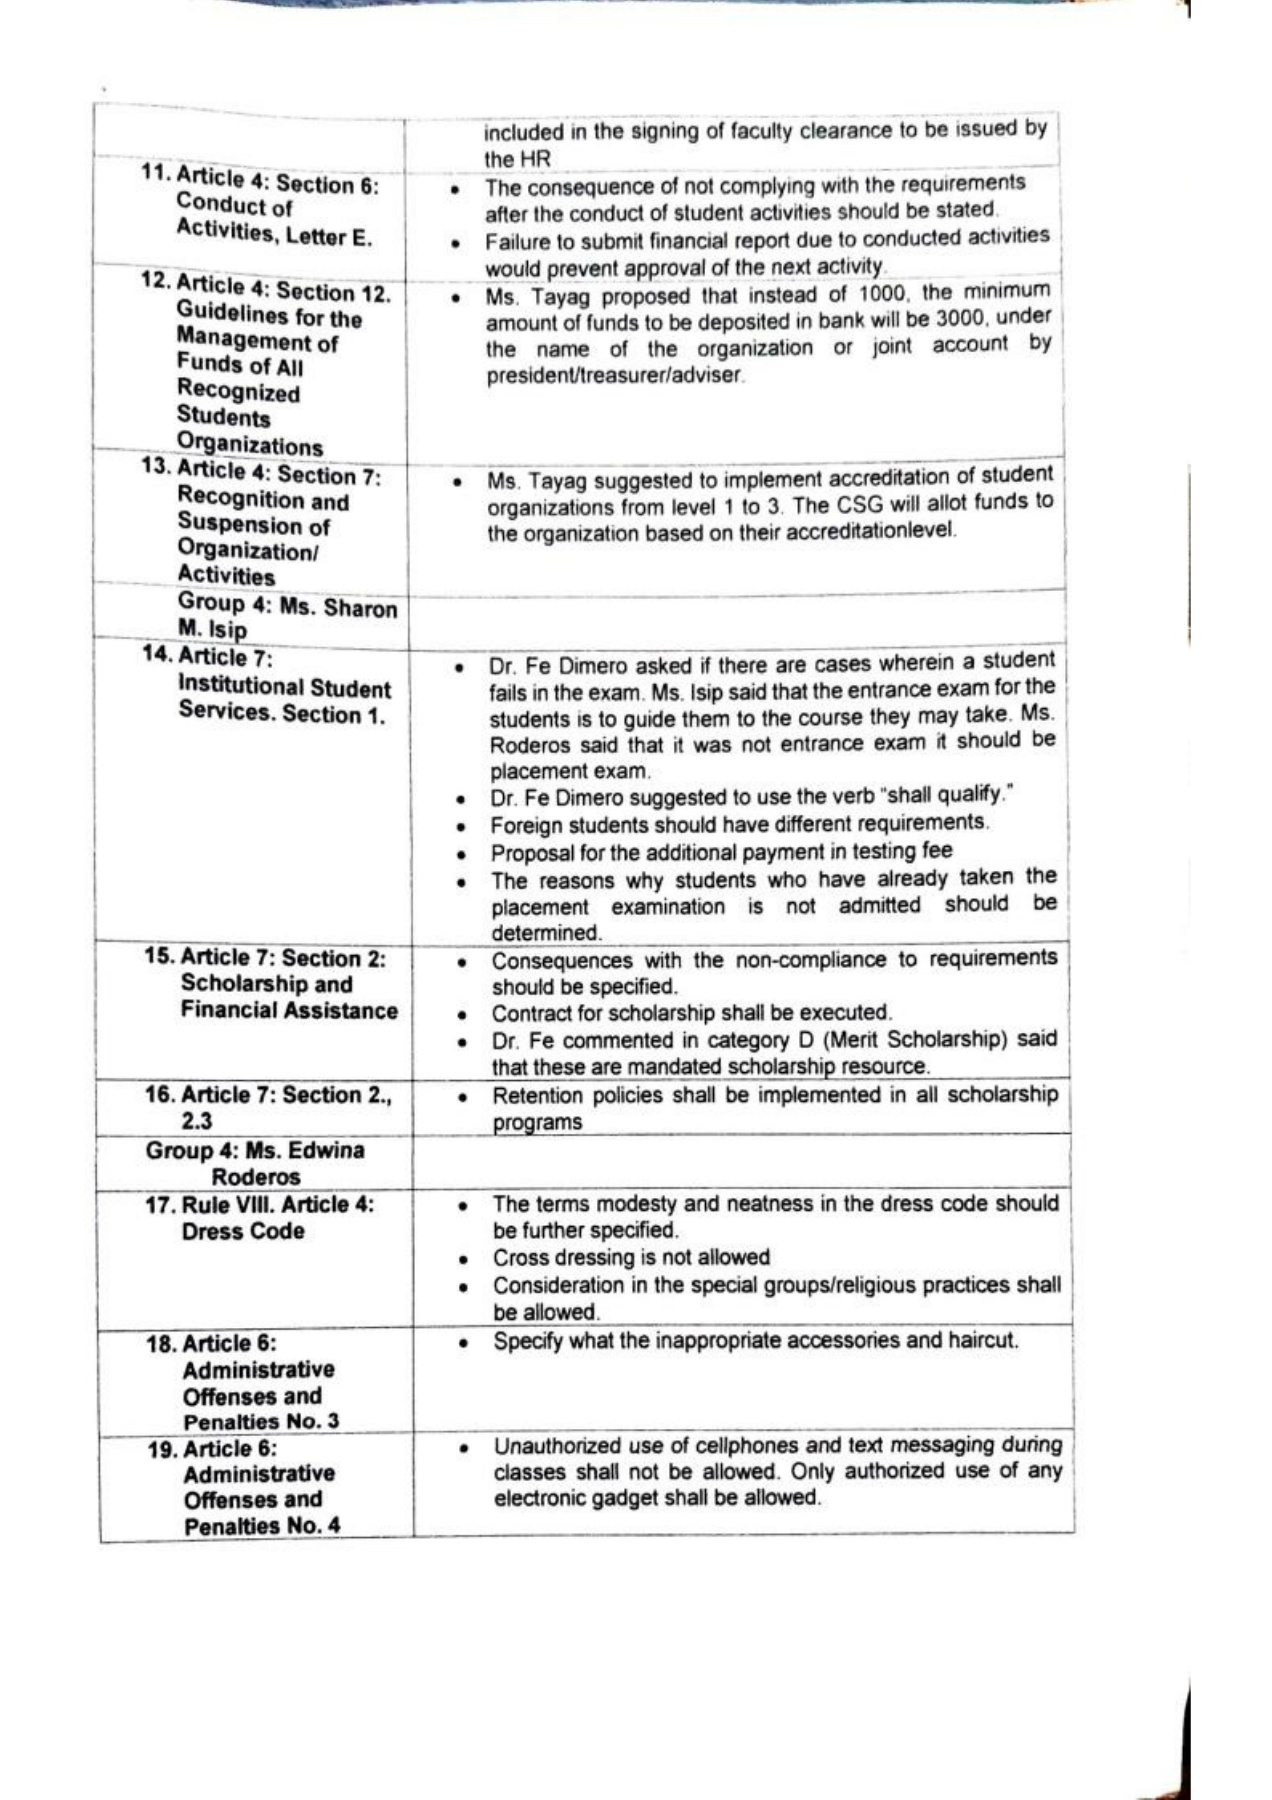 included in the signing of faculty clearance to be issued by
the HR
11. Article 4: Section 6:
Conduct of
Activities, Letter E.
• The consequence of not complying with the requirements
after the conduct of student activities should be stated.
• Failure to submit financial report due to conducted activities
would prevent approval of the next activity.
12. Article 4: Section 12.
Guidelines for the
Management of
Funds of All
Recognized
Students
Organizations
• Ms. Tayag proposed that instead of 1000, the minimum
amount of funds to be deposited in bank will be 3000, under
the name of the organization or joint account by
president/treasurer/adviser.
13. Article 4: Section 7:
Recognition and
Suspension of
Organization/
Activities
• Ms. Tayag suggested to implement accreditation of student
organizations from level 1 to 3. The CSG will allot funds to
the organization based on their accreditationlevel.
Group 4: Ms. Sharon
M. Isip
14. Article 7:
Institutional Student
Services. Section 1.
• Dr. Fe Dimero asked if there are cases wherein a student
fails in the exam. Ms. Isip said that the entrance exam for the
students is to guide them to the course they may take. Ms.
Roderos said that it was not entrance exam it should be
placement exam.
• Dr. Fe Dimero suggested to use the verb "shall qualify."
• Foreign students should have different requirements.
• Proposal for the additional payment in testing fee
• The reasons why students who have already taken the
placement examination is not admitted should be
determined.
15. Article 7: Section 2:
Scholarship and
Financial Assistance
• Consequences with the non-compliance to requirements
should be specified.
• Contract for scholarship shall be executed.
• Dr. Fe commented in category D (Merit Scholarship) said
that these are mandated scholarship resource.
16. Article 7: Section 2.,
2.3
• Retention policies shall be implemented in all scholarship
programs
Group 4: Ms. Edwina
Roderos
17. Rule VIII. Article 4:
Dress Code
• The terms modesty and neatness in the dress code should
be further specified.
• Cross dressing is not allowed
• Consideration in the special groups/religious practices shall
be allowed.
18. Article 6:
Administrative
Offenses and
Penalties No. 3
• Specify what the inappropriate accessories and haircut.
19. Article 6:
Administrative
Offenses and
Penalties No. 4
• Unauthorized use of cellphones and text messaging during
classes shall not be allowed. Only authorized use of any
electronic gadget shall be allowed.